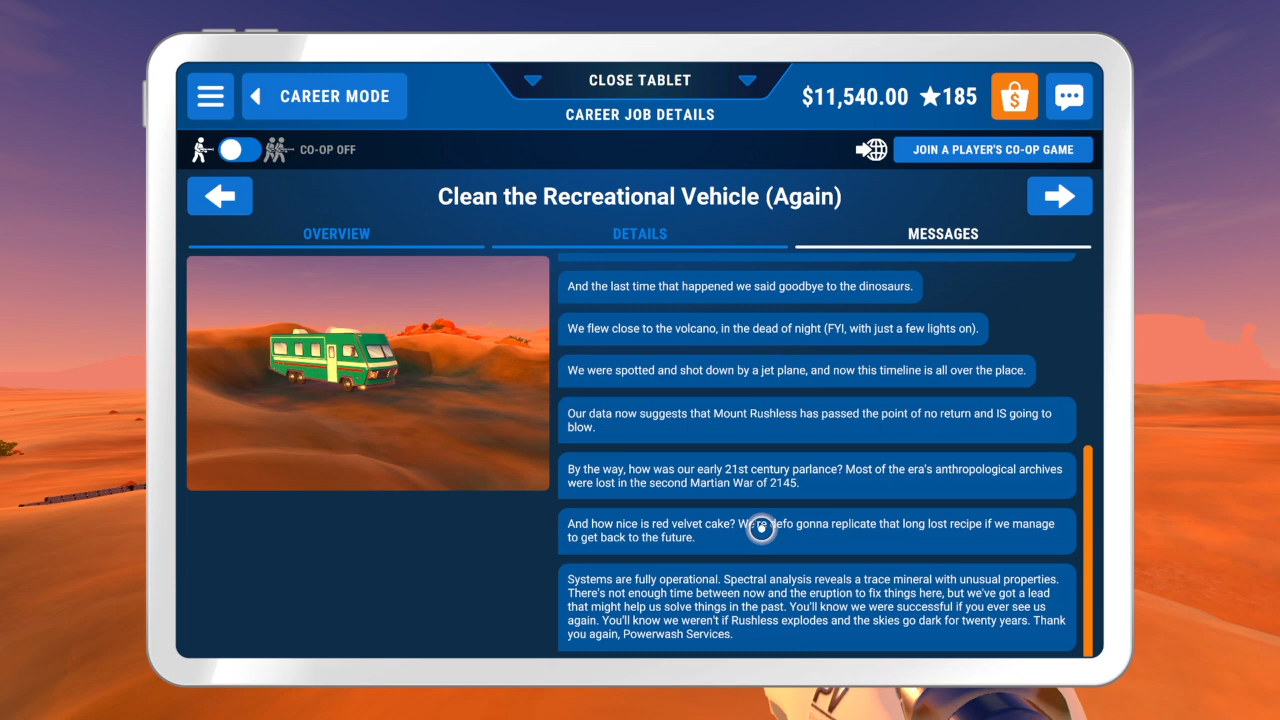 CLOSE TABLET
CAREER MODE
$11,540.00 ★185
CAREER JOB DETAILS
CO-OP OFF
JOIN A PLAYER'S CO-OP GAME
Clean the Recreational Vehicle (Again)
OVERVIEW
DETAILS
MESSAGES
And the last time that happened we said goodbye to the dinosaurs.
We flew close to the volcano, in the dead of night (FYI, with just a few lights on).
We were spotted and shot down by a jet plane, and now this timeline is all over the place.
Our data now suggests that Mount Rushless has passed the point of no return and IS going to
blow.
By the way, how was our early 21st century parlance? Most of the era's anthropological archives
were lost in the second Martian War of 2145.
And how nice is red velvet cake? We're defo gonna replicate that long lost recipe if we manage
to get back to the future.
Systems are fully operational. Spectral analysis reveals a trace mineral with unusual properties.
There's not enough time between now and the eruption to fix things here, but we've got a lead
that might help us solve things in the past. You'll know we were successful if you ever see us
again. You'll know we weren't if Rushless explodes and the skies go dark for twenty years. Thank
you again, Powerwash Services.